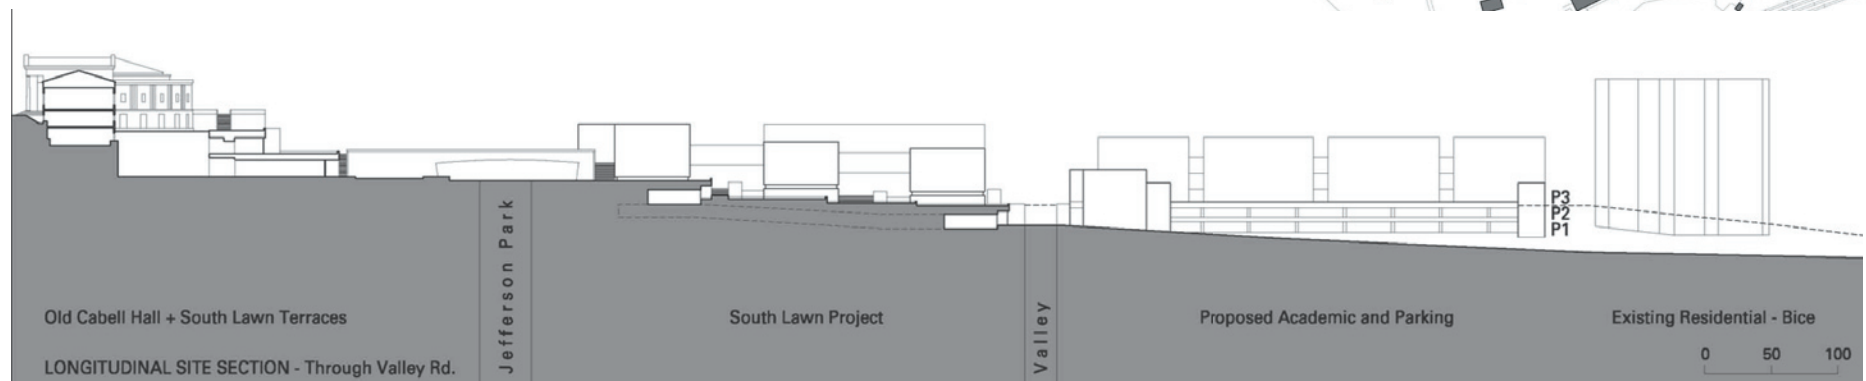 P3
P2
P1
Old Cabell Hall + South Lawn Terraces
Jefferson Park
South Lawn Project
Valley
Proposed Academic and Parking
Existing Residential - Bice
0 50 100
LONGITUDINAL SITE SECTION - Through Valley Rd.